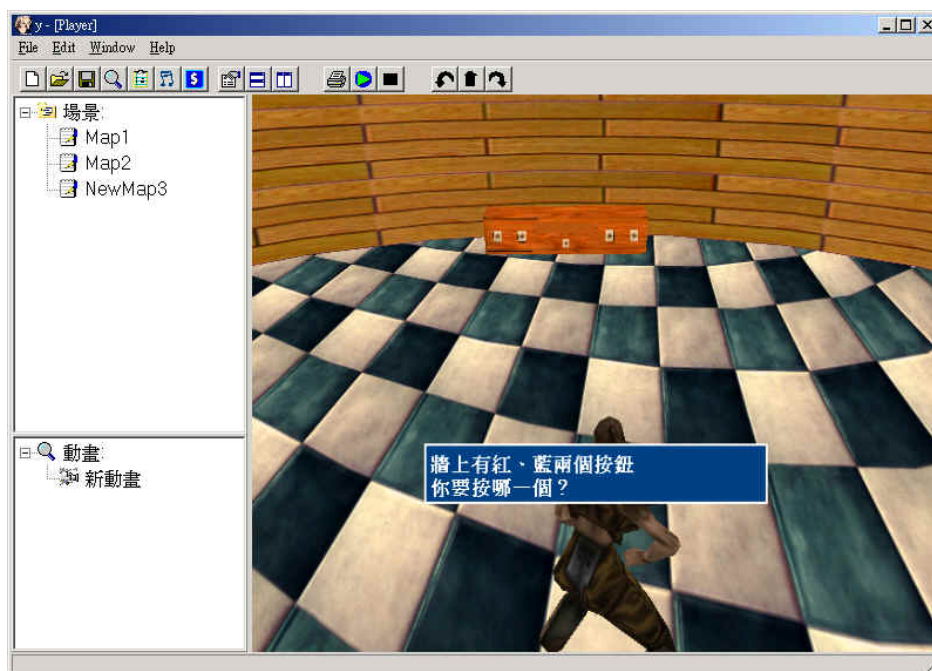 y - [Player]
File Edit Window Help
場景:
Map1
Map2
NewMap3
動畫:
新動畫
牆上有紅、藍兩個按鈕
你要按哪一個？